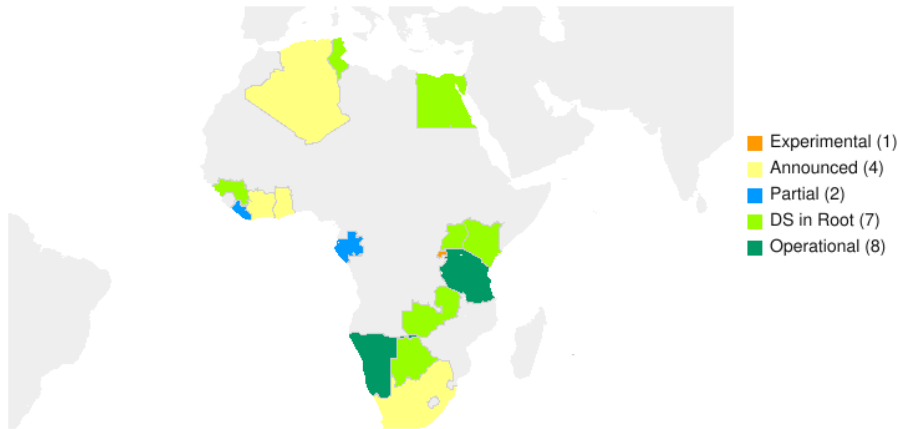 Experimental (1)
Announced (4)
Partial (2)
DS in Root (7)
Operational (8)